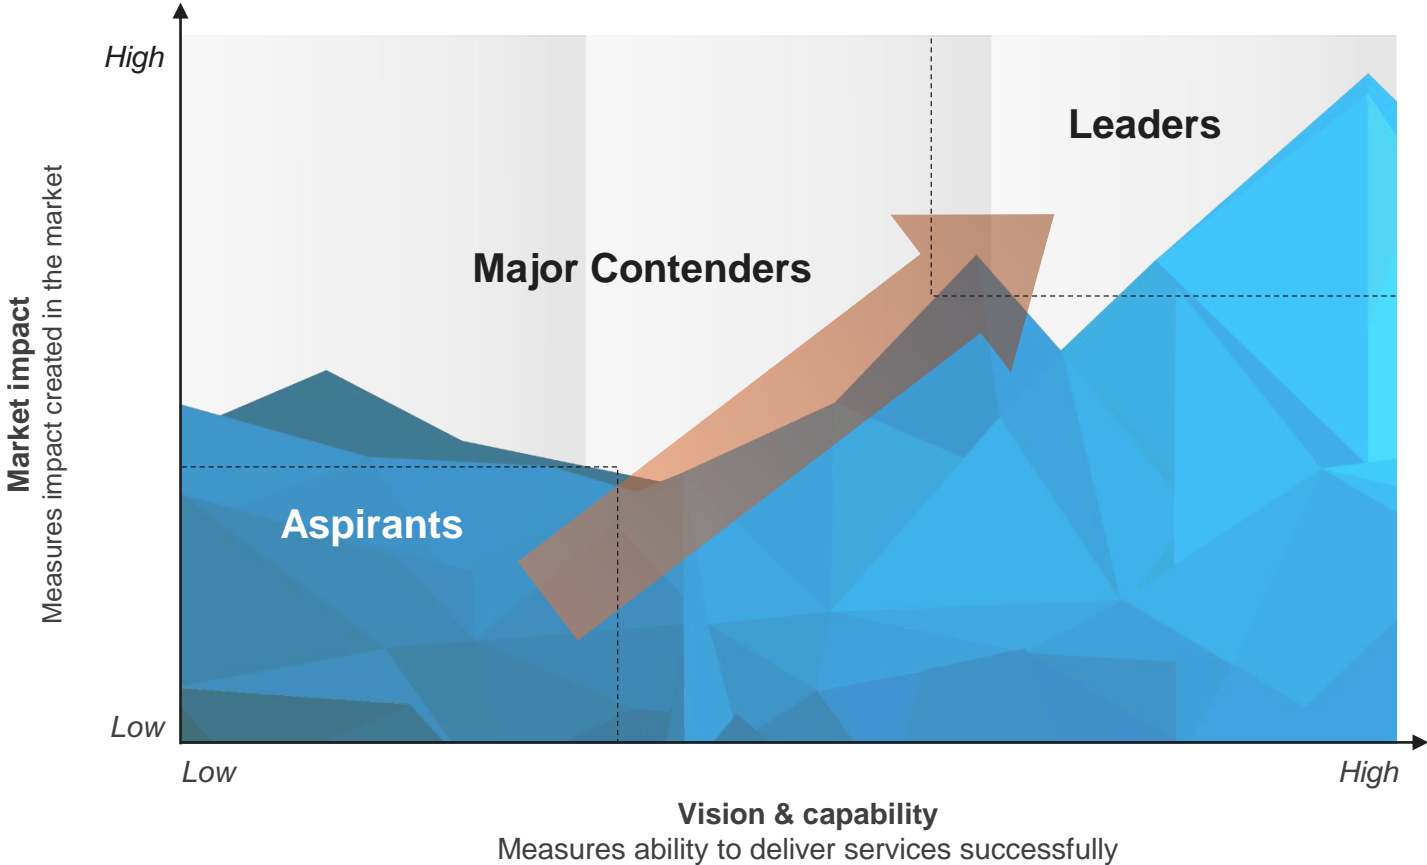 High
Leaders
Major Contenders
Market impact
Measures impact created in the market
Aspirants
Low
Low
High
Vision & capability
Measures ability to deliver services successfully